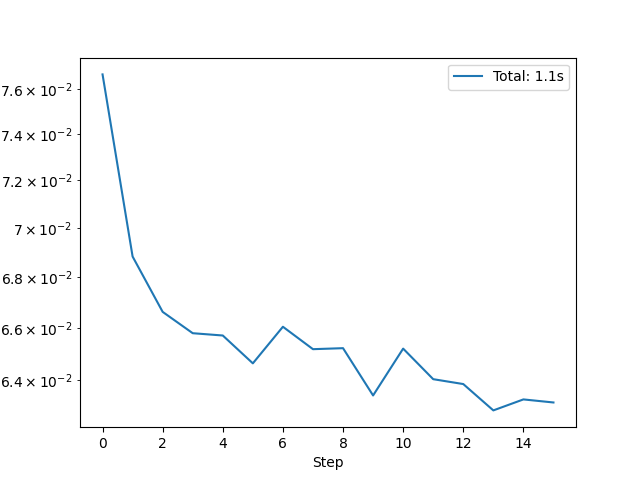 Total: 1.1s
7.6 × 10⁻²
7.4 × 10⁻²
7.2 × 10⁻²
7 × 10⁻²
6.8 × 10⁻²
6.6 × 10⁻²
6.4 × 10⁻²
0 2 4 6 8 10 12 14
Step